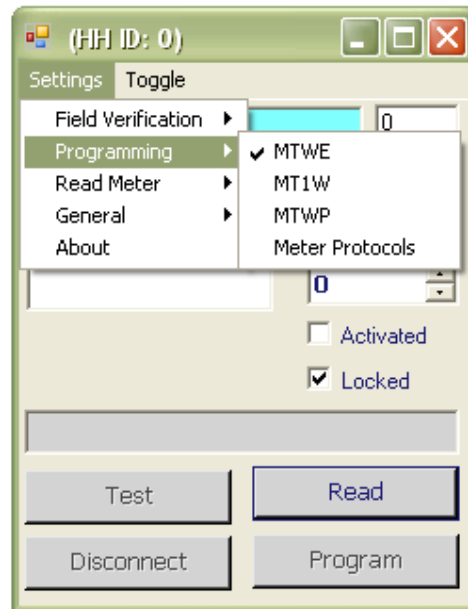 (HH ID: 0)
Settings Toggle
Field Verification 0
Programming MTWE
Read Meter MT1W
General MTWP
About Meter Protocols
0
Activated
Locked
Test Read
Disconnect Program